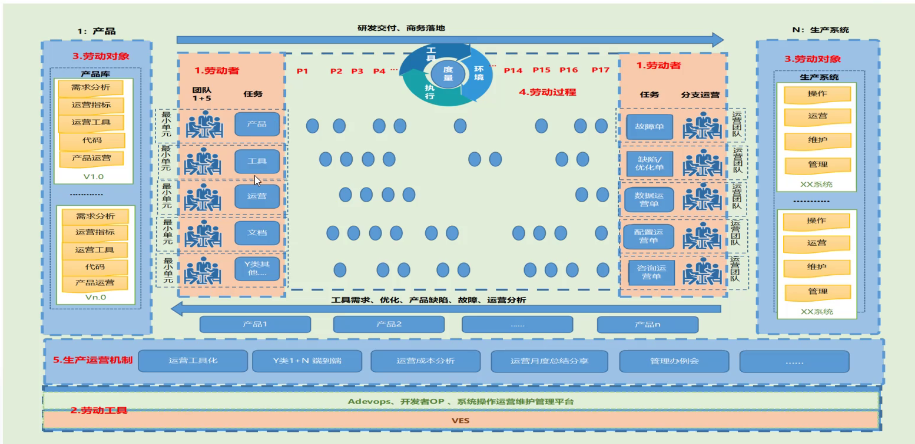 1：产品
研发交付、商务落地
N：生产系统
3.劳动对象
产品库
需求分析
运营指标
运营工具
代码
产品运营
V1.0
............
需求分析
运营指标
运营工具
代码
产品运营
Vn.0
1.劳动者
团队
1+5
任务
最小单元
产品
最小单元
工具
最小单元
运营
最小单元
文档
最小单元
Y类其
他...
P1
P2
P3
P4
...
工具
环境
执行
度量
...
P14
P15
P16
P17
4.劳动过程
1.劳动者
任务
分支运营
故障单
运营团队
缺陷/
优化单
运营团队
数据运
营单
运营团队
配置运
营单
运营团队
咨询运
营单
运营团队
3.劳动对象
生产系统
操作
运营
维护
管理
XX系统
...........
操作
运营
维护
管理
XX系统
工具需求、优化、产品缺陷、故障、运营分析
产品1
产品2
......
产品n
5.生产运营机制
运营工具化
Y类1+N 端到端
运营成本分析
运营月度总结分享
管理办例会
......
2.劳动工具
Adevops、开发者OP 、系统操作运营维护管理平台
VES